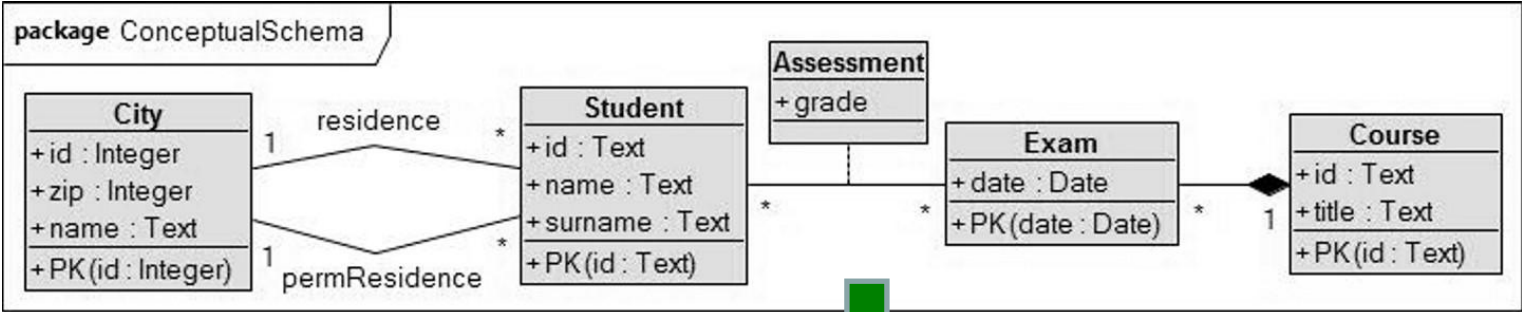 package ConceptualSchema
City
+id : Integer
+zip : Integer
+name : Text
+PK(id : Integer)
1
residence
*
1
permResidence
*
Student
+id : Text
+name : Text
+surname : Text
+PK(id : Text)
*
Assessment
+grade
*
Exam
+date : Date
+PK(date : Date)
*
1
Course
+id : Text
+title : Text
+PK(id : Text)